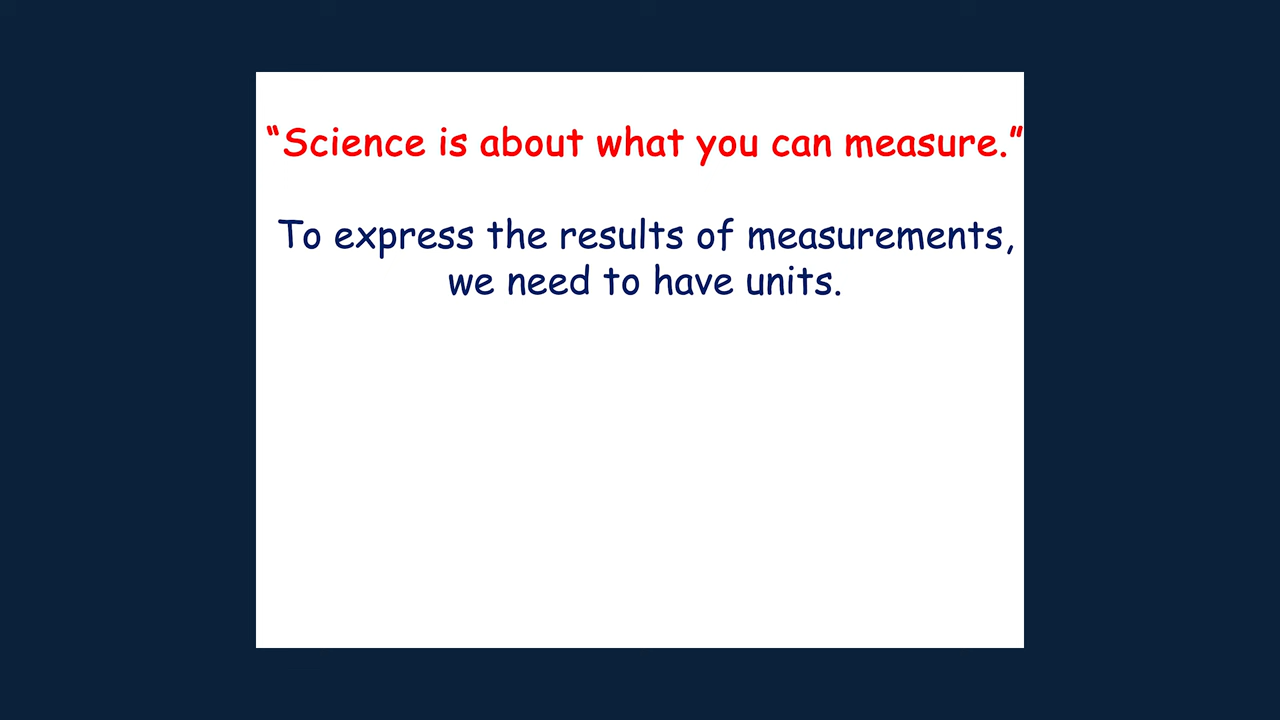 “Science is about what you can measure.”
To express the results of measurements,
we need to have units.